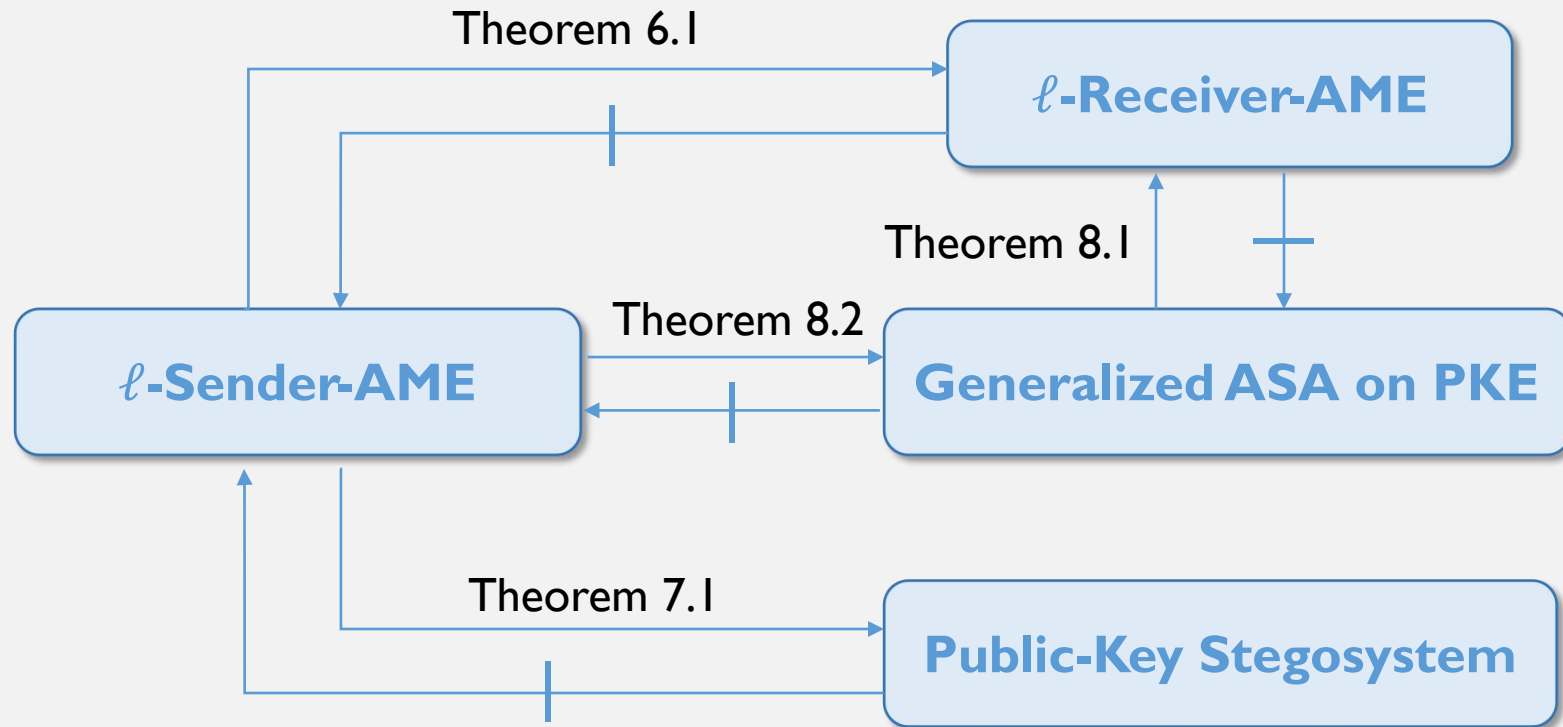 Theorem 6.1
ℓ-Receiver-AME
Theorem 8.1
Theorem 8.2
ℓ-Sender-AME
Generalized ASA on PKE
Theorem 7.1
Public-Key Stegosystem